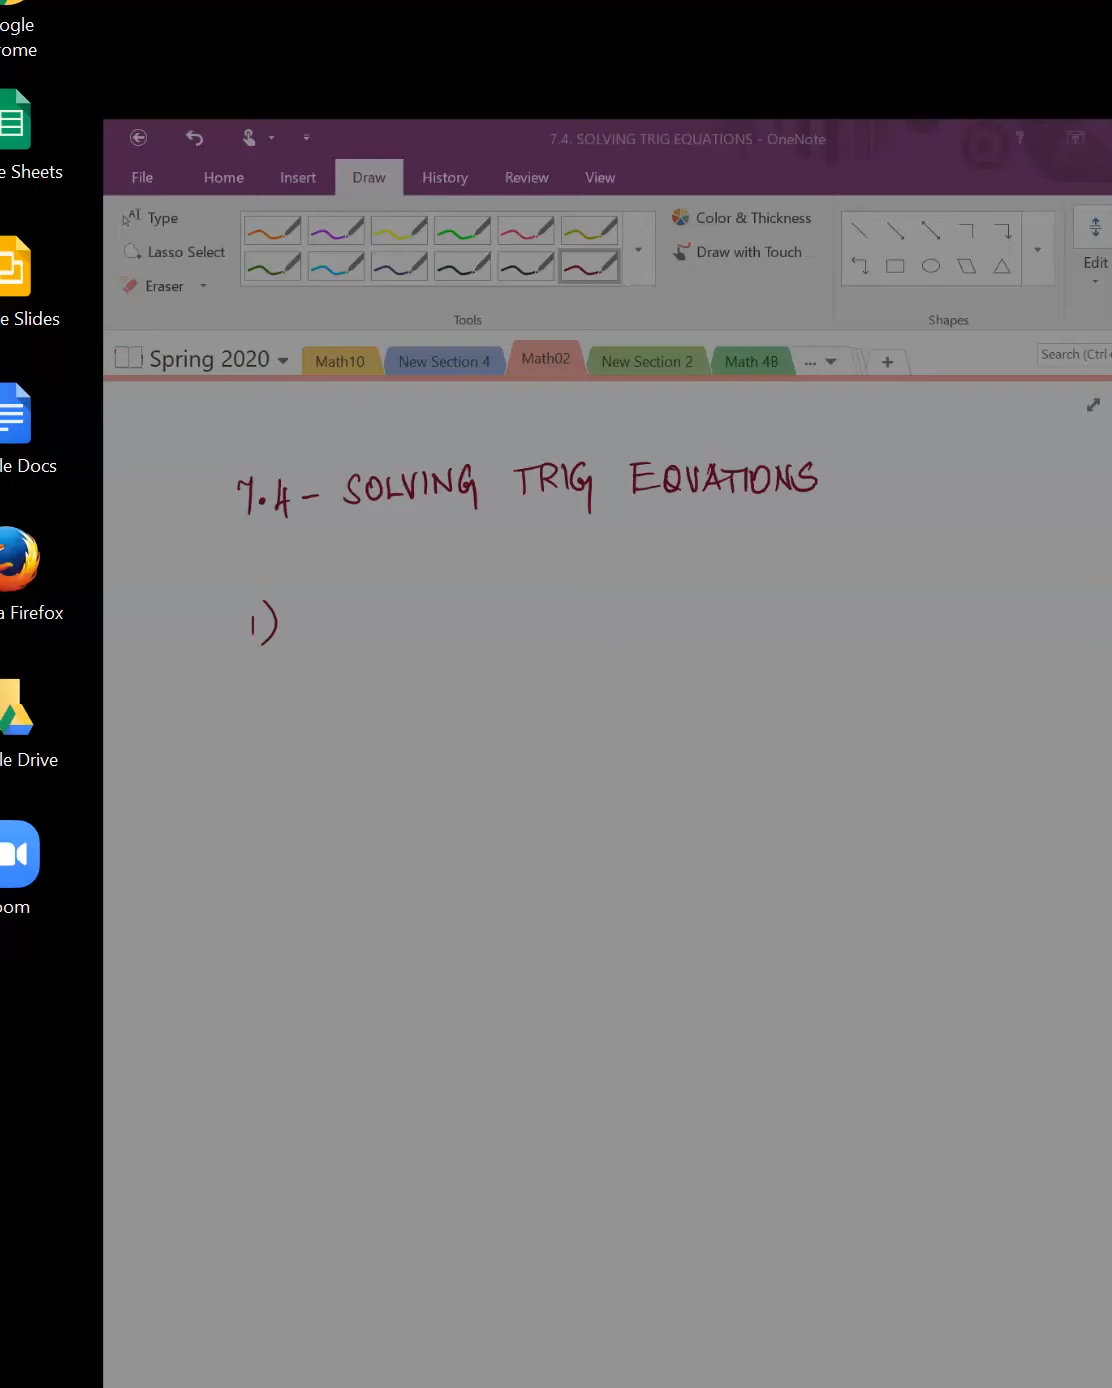 ogle
ome
e Sheets
e Slides
le Docs
a Firefox
le Drive
oom
7.4. SOLVING TRIG EQUATIONS - OneNote
?
File Home Insert Draw History Review View
Type
Lasso Select
Eraser
Color & Thickness
Draw with Touch
Edit
Tools
Shapes
Spring 2020
Math10
New Section 4
Math02
New Section 2
Math 4B
...
+
Search (Ctrl
7.4 - SOLVING TRIG EQUATIONS
1)